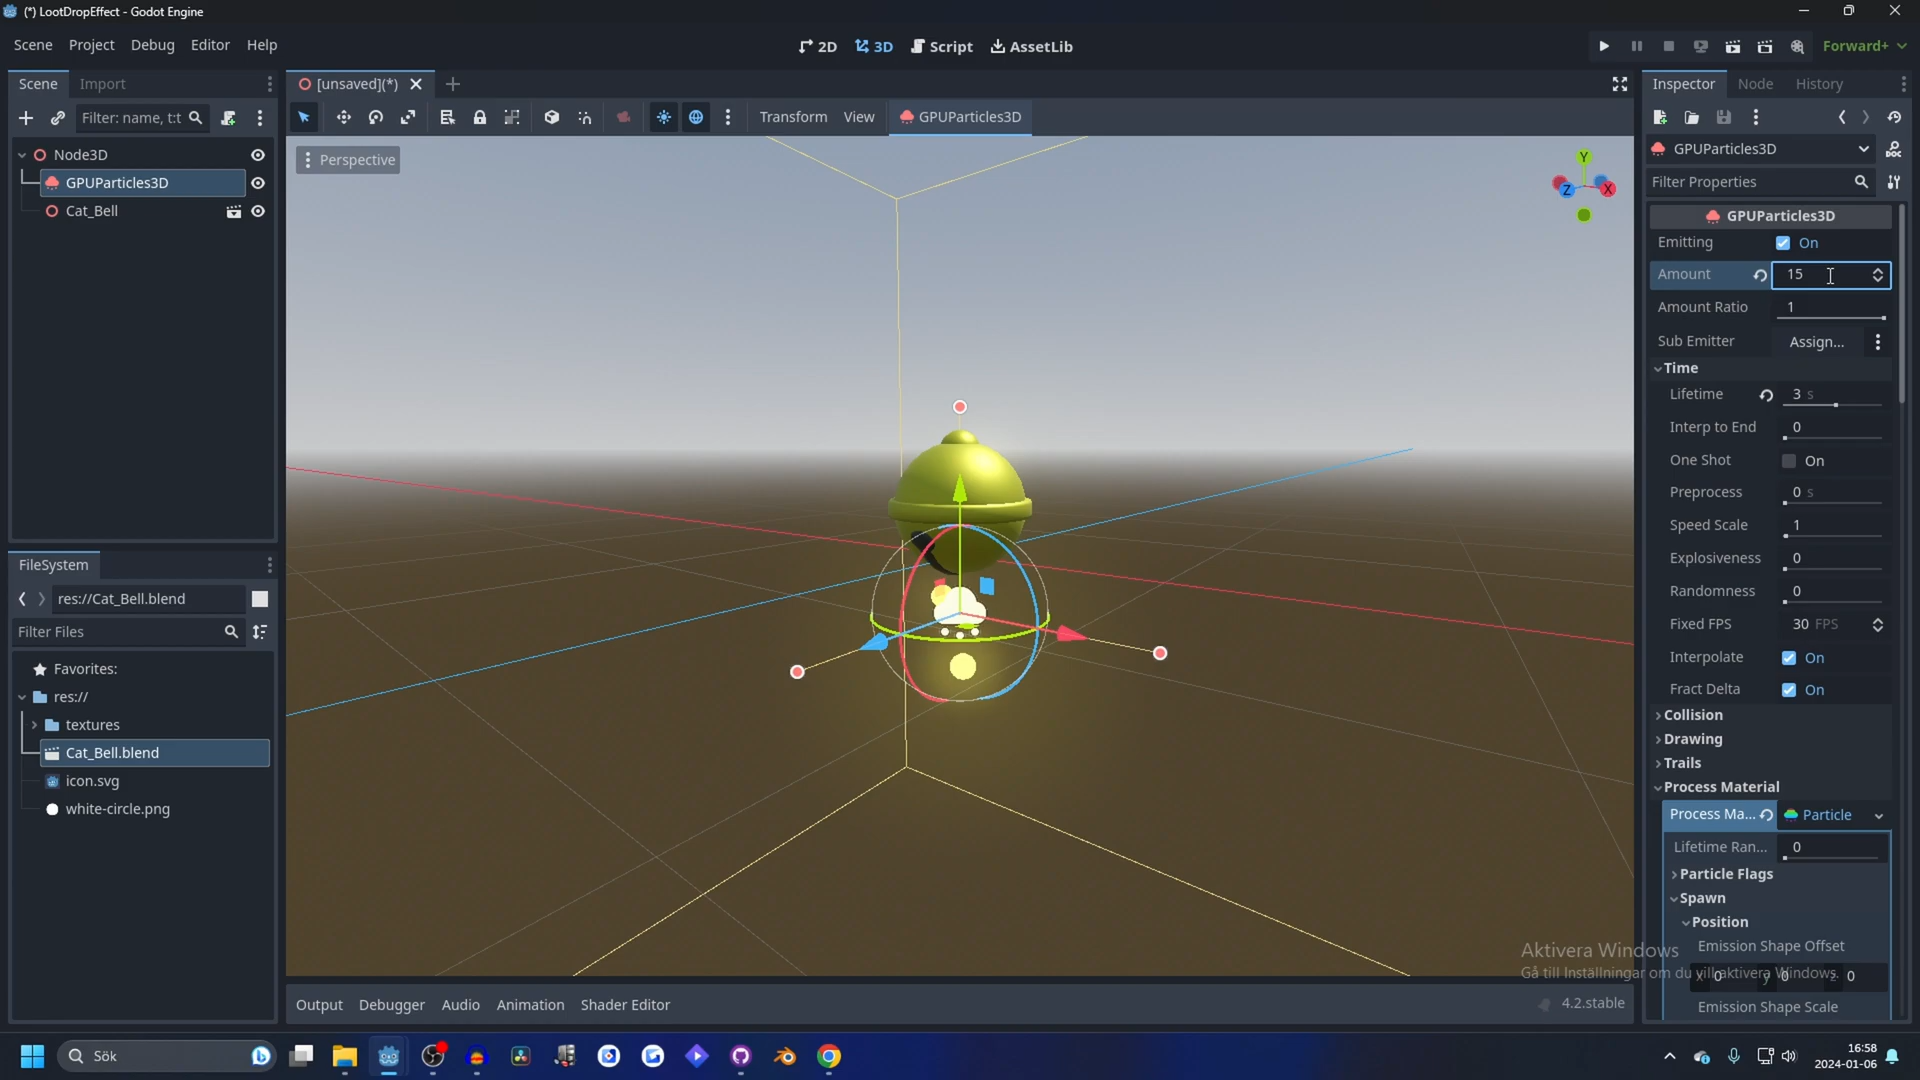 (*) LootDropEffect - Godot Engine
Scene Project Debug Editor Help
2D 3D Script AssetLib
Forward+
Scene Import
[unsaved](*)
Inspector Node History
Filter: name, t:t
Transform View GPUParticles3D
Node3D
GPUParticles3D
Cat_Bell
Perspective
Y
Z X
GPUParticles3D
Filter Properties
GPUParticles3D
Emitting On
Amount 15
Amount Ratio 1
Sub Emitter Assign...
Time
Lifetime 3 s
Interp to End 0
One Shot On
Preprocess 0 s
Speed Scale 1
Explosiveness 0
Randomness 0
Fixed FPS 30 FPS
Interpolate On
Fract Delta On
Collision
Drawing
Trails
Process Material
Process Ma... Particle
Lifetime Ran... 0
Particle Flags
Spawn
Position
Emission Shape Offset
x 0 y 0 z 0
Emission Shape Scale
FileSystem
res://Cat_Bell.blend
Filter Files
Favorites:
res://
textures
Cat_Bell.blend
icon.svg
white-circle.png
Aktivera Windows
Gå till Inställningar om du vill aktivera Windows.
Output Debugger Audio Animation Shader Editor
4.2.stable
Sök
16:58
2024-01-06